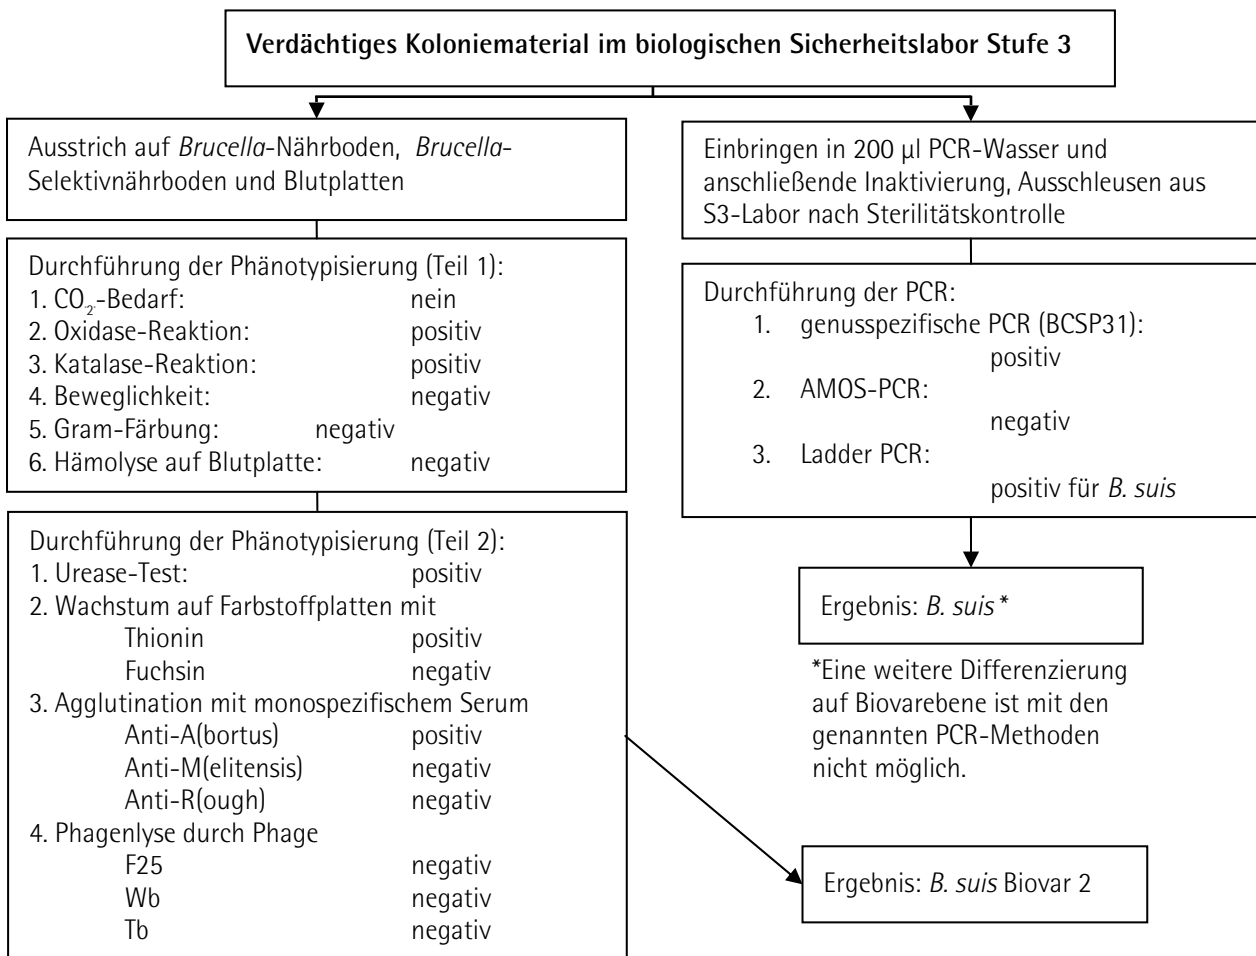 Verdächtiges Koloniematerial im biologischen Sicherheitslabor Stufe 3
Ausstrich auf Brucella-Nährboden, Brucella-
Selektivnährboden und Blutplatten
Durchführung der Phänotypisierung (Teil 1):
1. CO₂-Bedarf: nein
2. Oxidase-Reaktion: positiv
3. Katalase-Reaktion: positiv
4. Beweglichkeit: negativ
5. Gram-Färbung: negativ
6. Hämolyse auf Blutplatte: negativ
Durchführung der Phänotypisierung (Teil 2):
1. Urease-Test: positiv
2. Wachstum auf Farbstoffplatten mit
Thionin positiv
Fuchsin negativ
3. Agglutination mit monospezifischem Serum
Anti-A(bortus) positiv
Anti-M(elitensis) negativ
Anti-R(ough) negativ
4. Phagenlyse durch Phage
F25 negativ
Wb negativ
Tb negativ
Einbringen in 200 µl PCR-Wasser und
anschließende Inaktivierung, Ausschleusen aus
S3-Labor nach Sterilitätskontrolle
Durchführung der PCR:
1. genusspezifische PCR (BCSP31):
positiv
2. AMOS-PCR:
negativ
3. Ladder PCR:
positiv für B. suis
Ergebnis: B. suis*
*Eine weitere Differenzierung
auf Biovarebene ist mit den
genannten PCR-Methoden
nicht möglich.
Ergebnis: B. suis Biovar 2